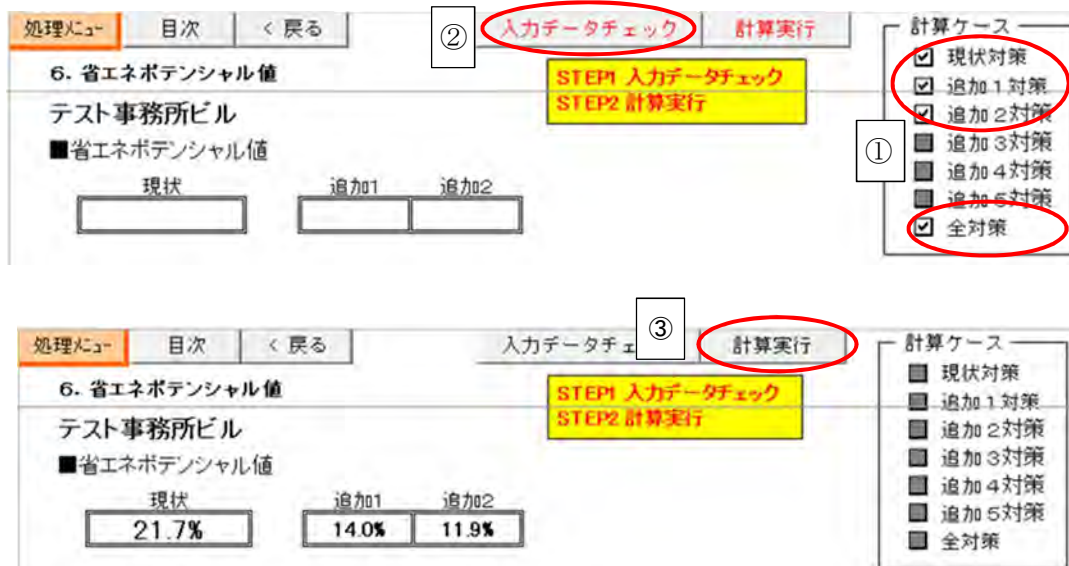 処理メニュー 目次 < 戻る ② 入力データチェック 計算実行 計算ケース
6. 省エネポテンシャル値 STEP1 入力データチェック 現状対策
STEP2 計算実行 追加1対策
テスト事務所ビル 追加2対策
■省エネポテンシャル値 ① 追加3対策
現状 追加1 追加2 追加4対策
追加5対策
全対策
処理メニュー 目次 < 戻る 入力データチェ ③ 計算実行 計算ケース
6. 省エネポテンシャル値 STEP1 入力データチェック 現状対策
STEP2 計算実行 追加1対策
テスト事務所ビル 追加2対策
■省エネポテンシャル値 追加3対策
現状 追加1 追加2 追加4対策
21.7% 14.0% 11.9% 追加5対策
全対策